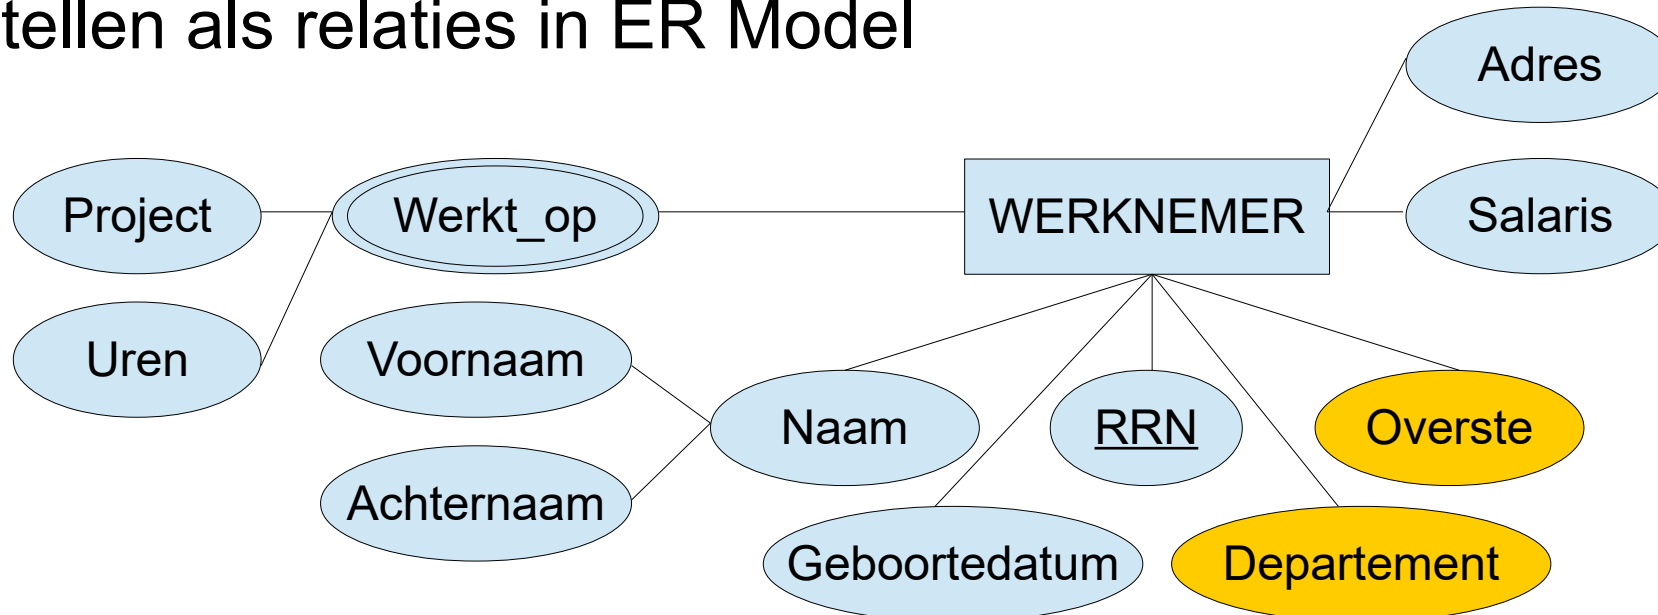 tellen als relaties in ER Model
Adres
Project
Werkt_op
WERKNEMER
Salaris
Uren
Voornaam
Naam
RRN
Overste
Achternaam
Geboortedatum
Departement